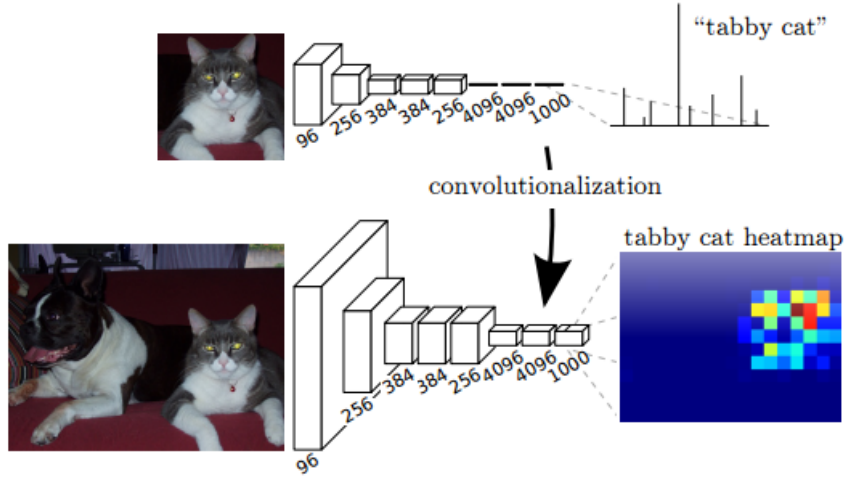 “tabby cat”
96 256 384 384 256 4096 4096 1000
convolutionalization
tabby cat heatmap
96 256 384 384 256 4096 4096 1000